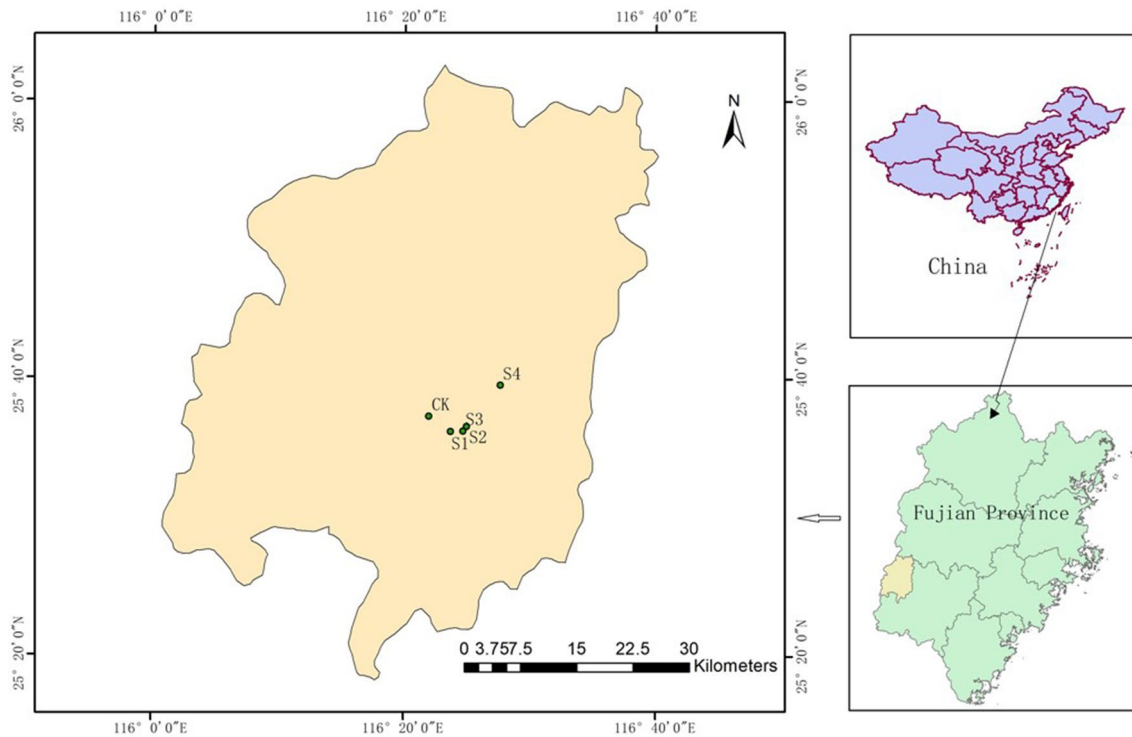 116° 0′0″E
116° 20′0″E
116° 40′0″E
26° 0′0″N
26° 0′0″N
N
China
25° 40′0″N
25° 40′0″N
S4
CK
S3
S2
S1
Fujian Province
25° 20′0″N
25° 20′0″N
0 3.757.5 15 22.5 30
Kilometers
116° 0′0″E
116° 20′0″E
116° 40′0″E